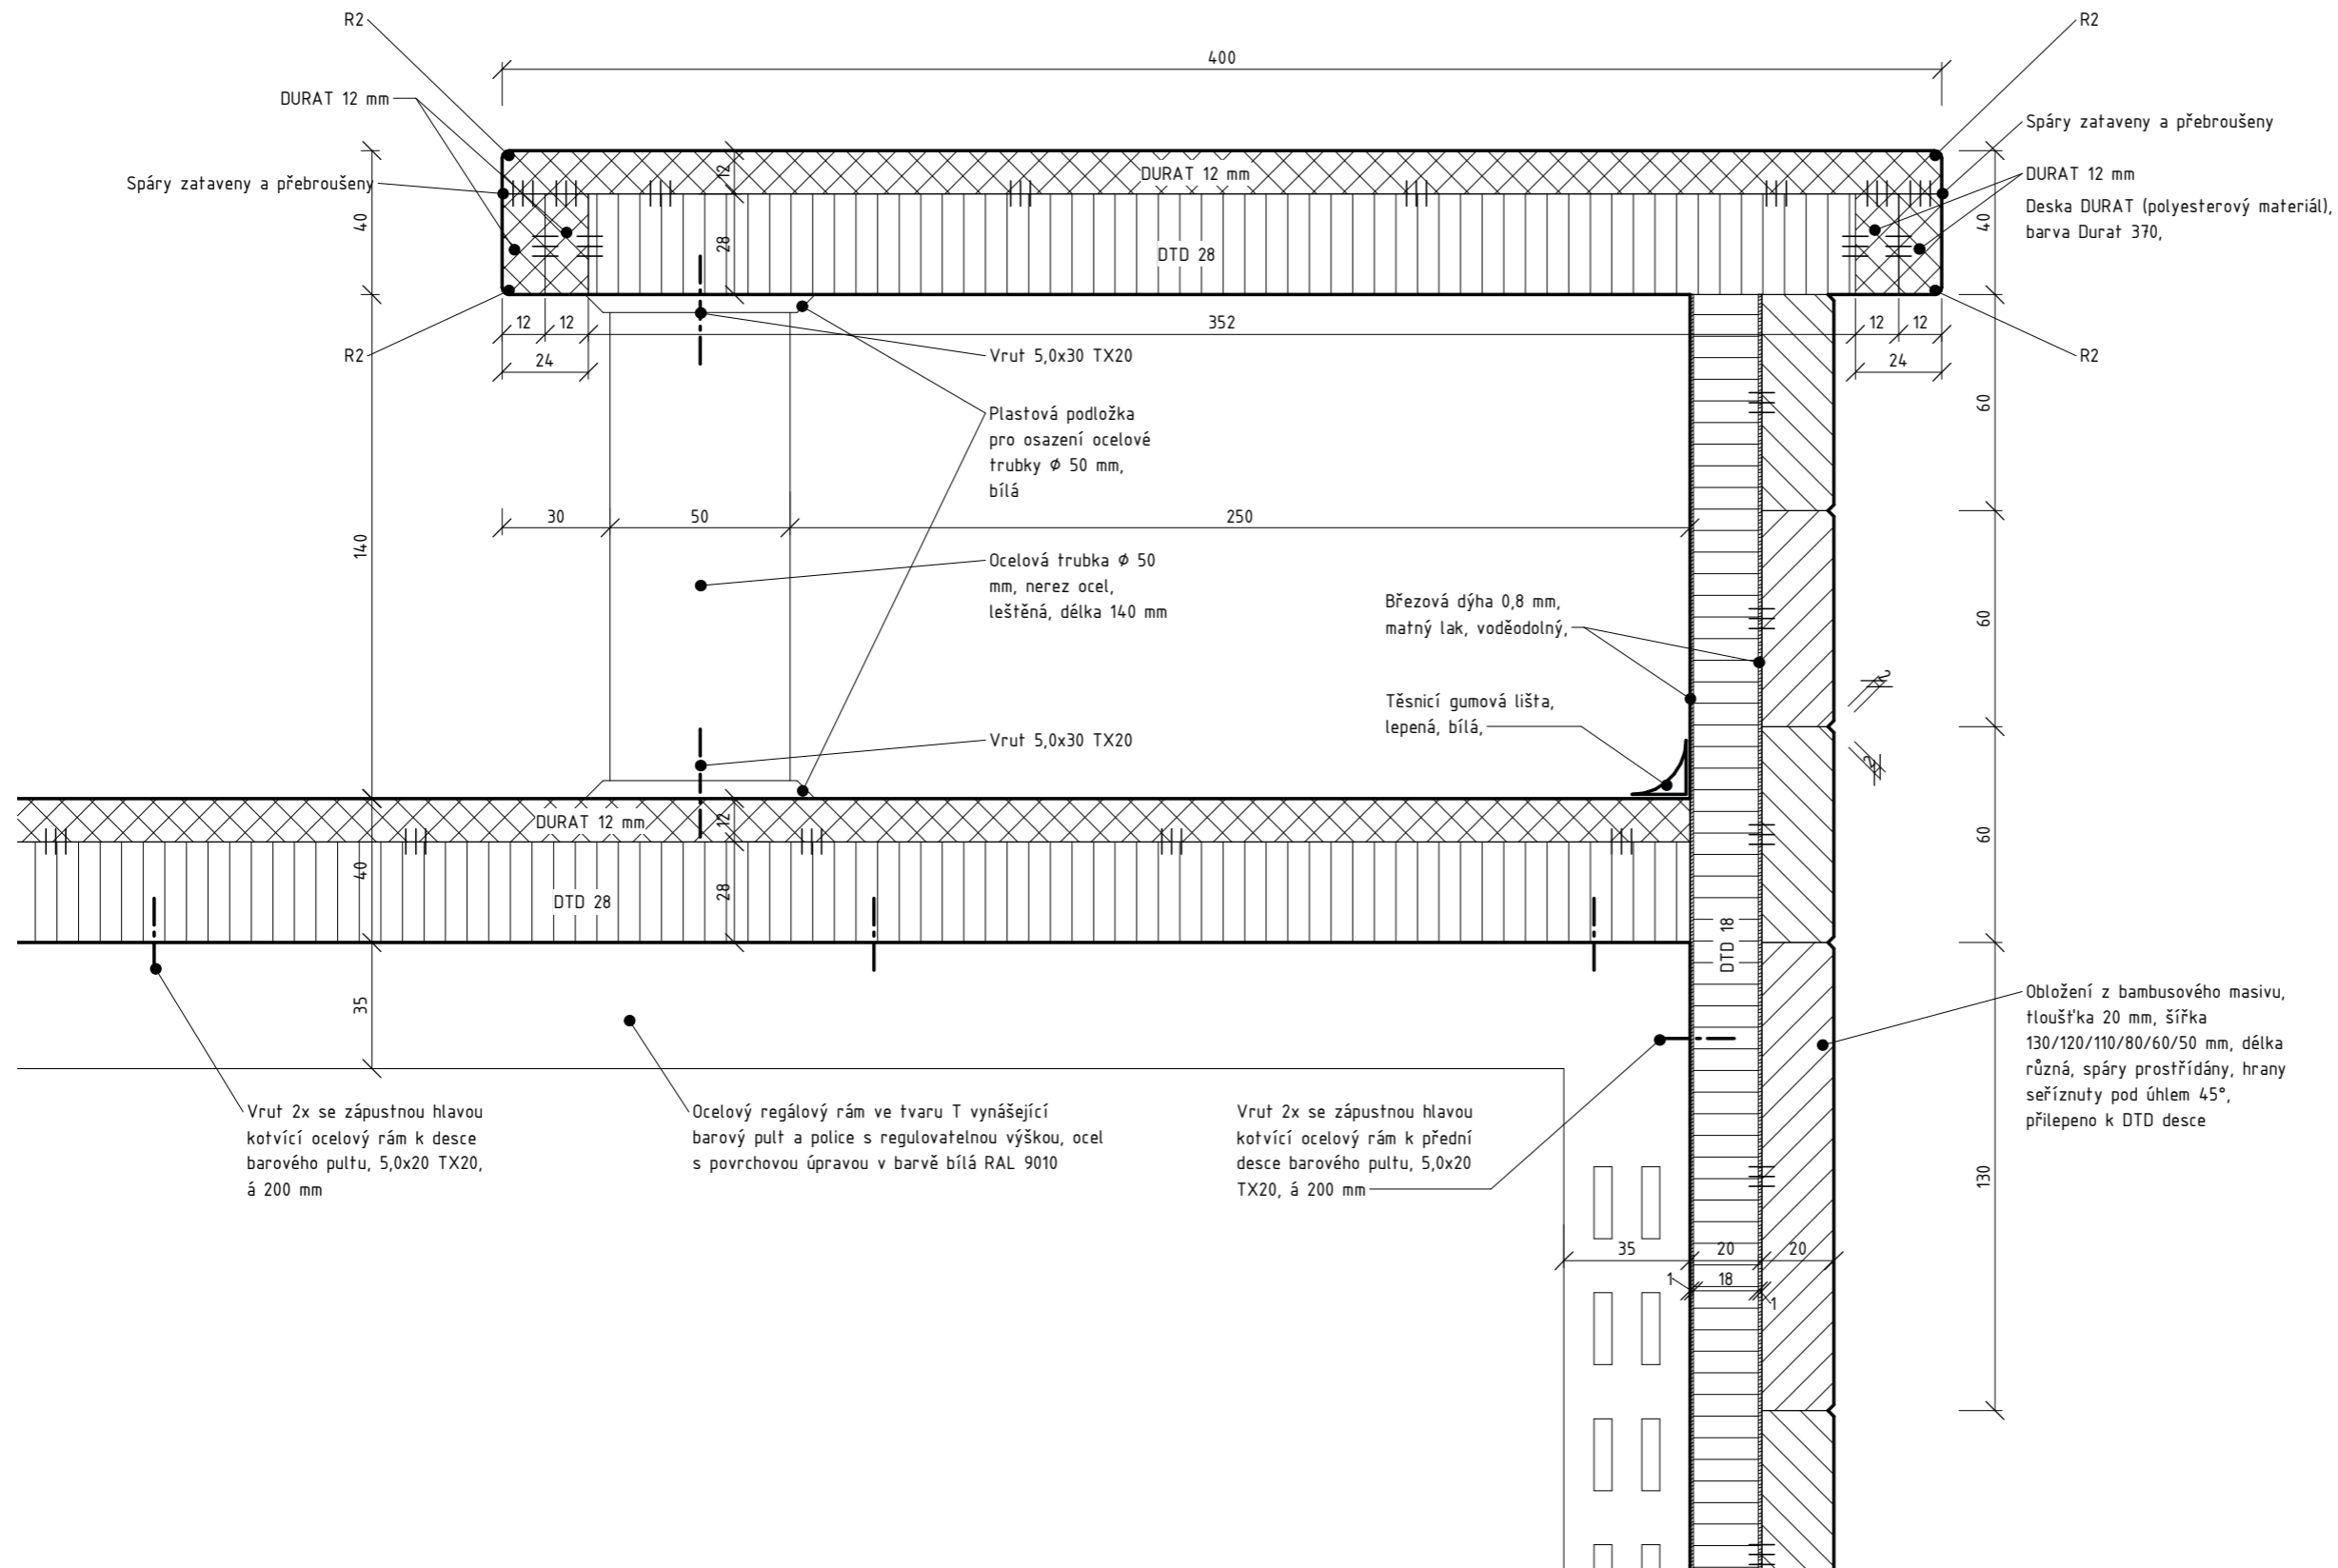 R2
R2
400
DURAT 12 mm
Spáry zataveny a přebroušeny
12
DURAT 12 mm
DURAT 12 mm
Spáry zataveny a přebroušeny
Deska DURAT (polyesterový materiál),
barva Durat 370,
40
28
DTD 28
40
12
12
352
12
12
24
24
R2
R2
Vrut 5,0x30 TX20
60
Plastová podložka
pro osazení ocelové
trubky Φ 50 mm,
bílá
30
50
250
140
Ocelová trubka Φ 50
mm, nerez ocel,
leštěná, délka 140 mm
Březová dýha 0,8 mm,
matný lak, voděodolný,
60
2
Těsnicí gumová lišta,
lepená, bílá,
Vrut 5,0x30 TX20
2
DURAT 12 mm
12
60
40
28
DTD 28
DTD 18
35
Obložení z bambusového masivu,
tloušťka 20 mm, šířka
130/120/110/80/60/50 mm, délka
různá, spáry prostřídány, hrany
seříznuty pod úhlem 45°,
přilepeno k DTD desce
Vrut 2x se zápustnou hlavou
kotvící ocelový rám k desce
barového pultu, 5,0x20 TX20,
á 200 mm
Ocelový regálový rám ve tvaru T vynášející
barový pult a police s regulovatelnou výškou, ocel
s povrchovou úpravou v barvě bílá RAL 9010
Vrut 2x se zápustnou hlavou
kotvící ocelový rám k přední
desce barového pultu, 5,0x20
TX20, á 200 mm
130
35
20
20
1
18
1